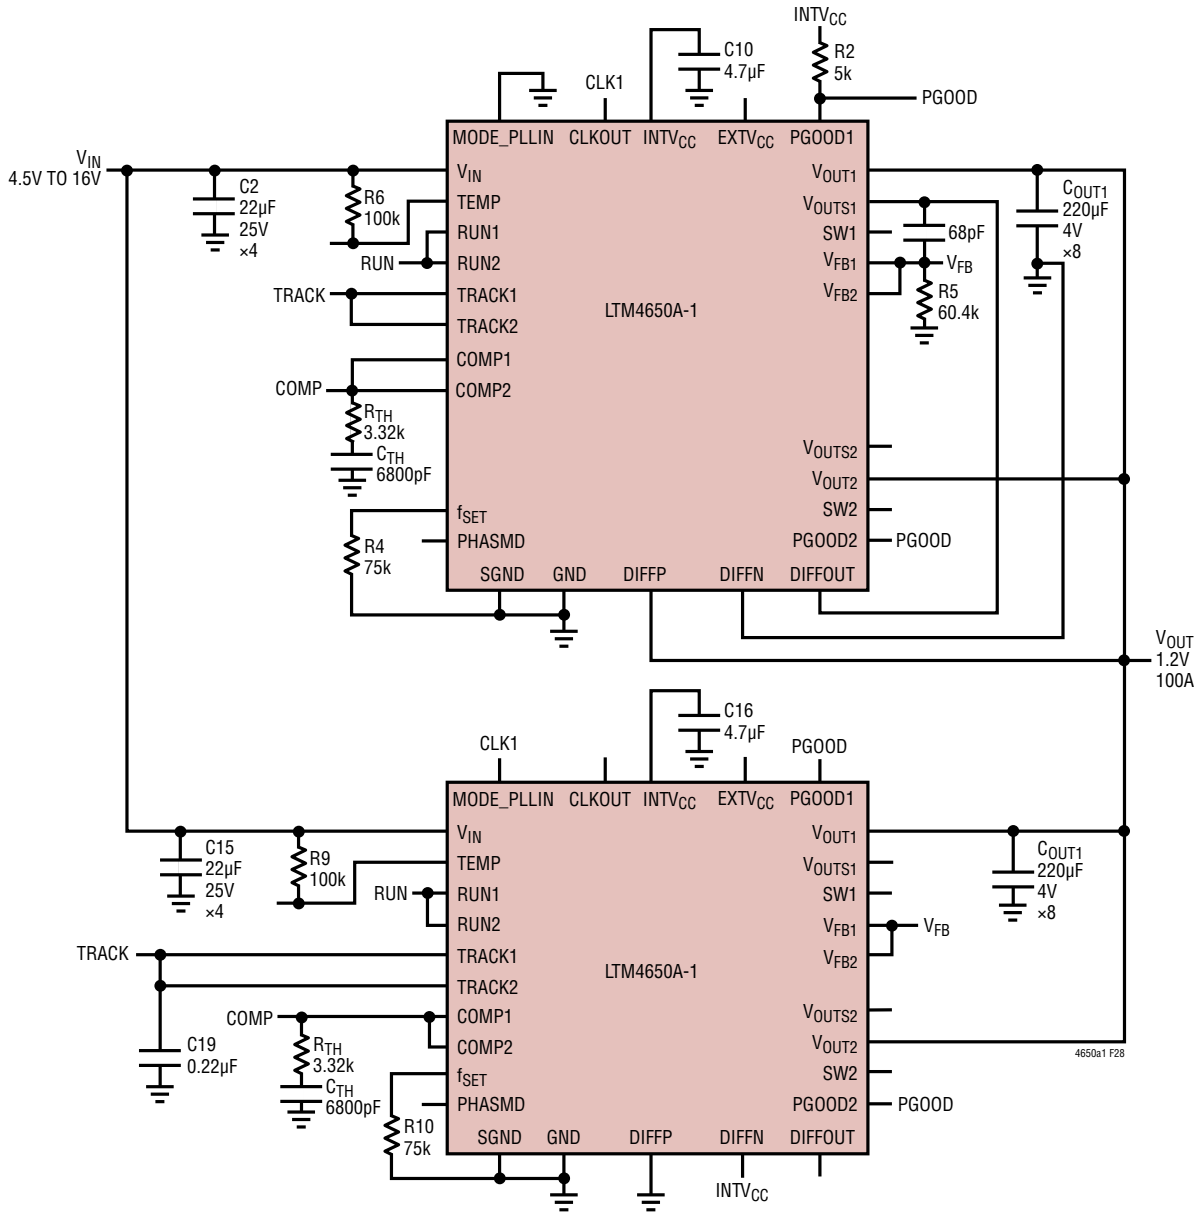 INTVCC
R2
5k
PGOOD
C10
4.7µF
CLK1
MODE_PLLIN CLKOUT INTVCC EXTVCC PGOOD1
VIN
4.5V TO 16V
C2
22µF
25V
×4
R6
100k
VIN
TEMP
RUN1
RUN RUN2
TRACK TRACK1
TRACK2
COMP1
COMP COMP2
RTH
3.32k
CTH
6800pF
fSET
PHASMD
R4
75k
SGND GND DIFFP DIFFN DIFFOUT
LTM4650A-1
VOUT1
VOUTS1
SW1
VFB1
VFB2
VOUTS2
VOUT2
SW2
PGOOD2 PGOOD
68pF
VFB
R5
60.4k
COUT1
220µF
4V
×8
VOUT
1.2V
100A
C16
4.7µF
CLK1
PGOOD
MODE_PLLIN CLKOUT INTVCC EXTVCC PGOOD1
C15
22µF
25V
×4
R9
100k
VIN
TEMP
RUN RUN1
RUN2
TRACK TRACK1
TRACK2
COMP COMP1
COMP2
C19
0.22µF
RTH
3.32k
CTH
6800pF
fSET
PHASMD
R10
75k
SGND GND DIFFP DIFFN DIFFOUT
INTVCC
LTM4650A-1
VOUT1
VOUTS1
SW1
VFB1 VFB
VFB2
VOUTS2
VOUT2
SW2
PGOOD2 PGOOD
COUT1
220µF
4V
×8
4650a1 F28